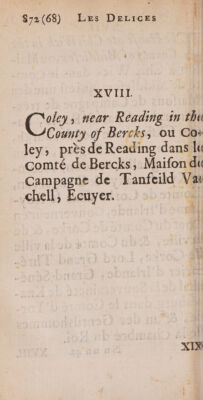 872 (68) LES DELICES
XVIII.
Coley, near Reading in the
County of Bercks, ou Co-
ley, près de Reading dans le
Comté de Bercks, Maison de
Campagne de Tanfeild Va-
chell, Ecuyer.
XIX